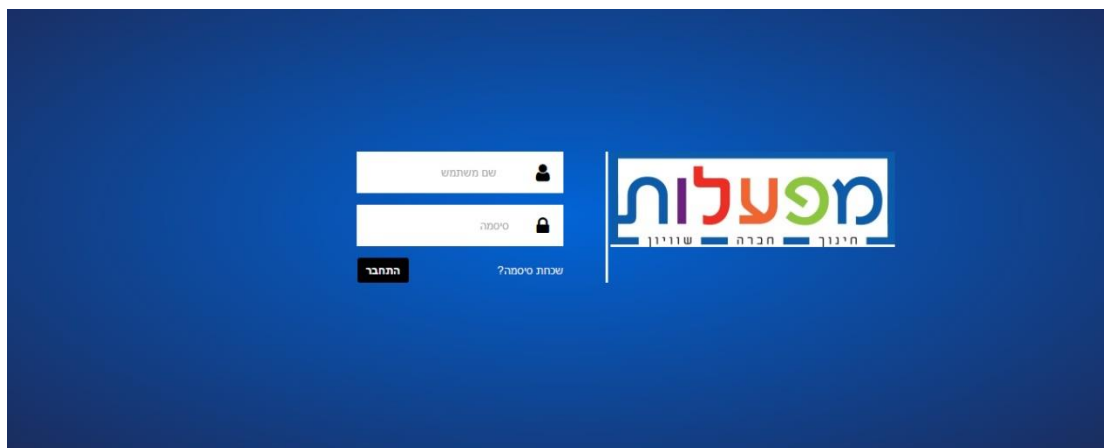 מפעלות
חינוך חברה שוויון
שם משתמש
סיסמה
שכחת סיסמה?
התחבר